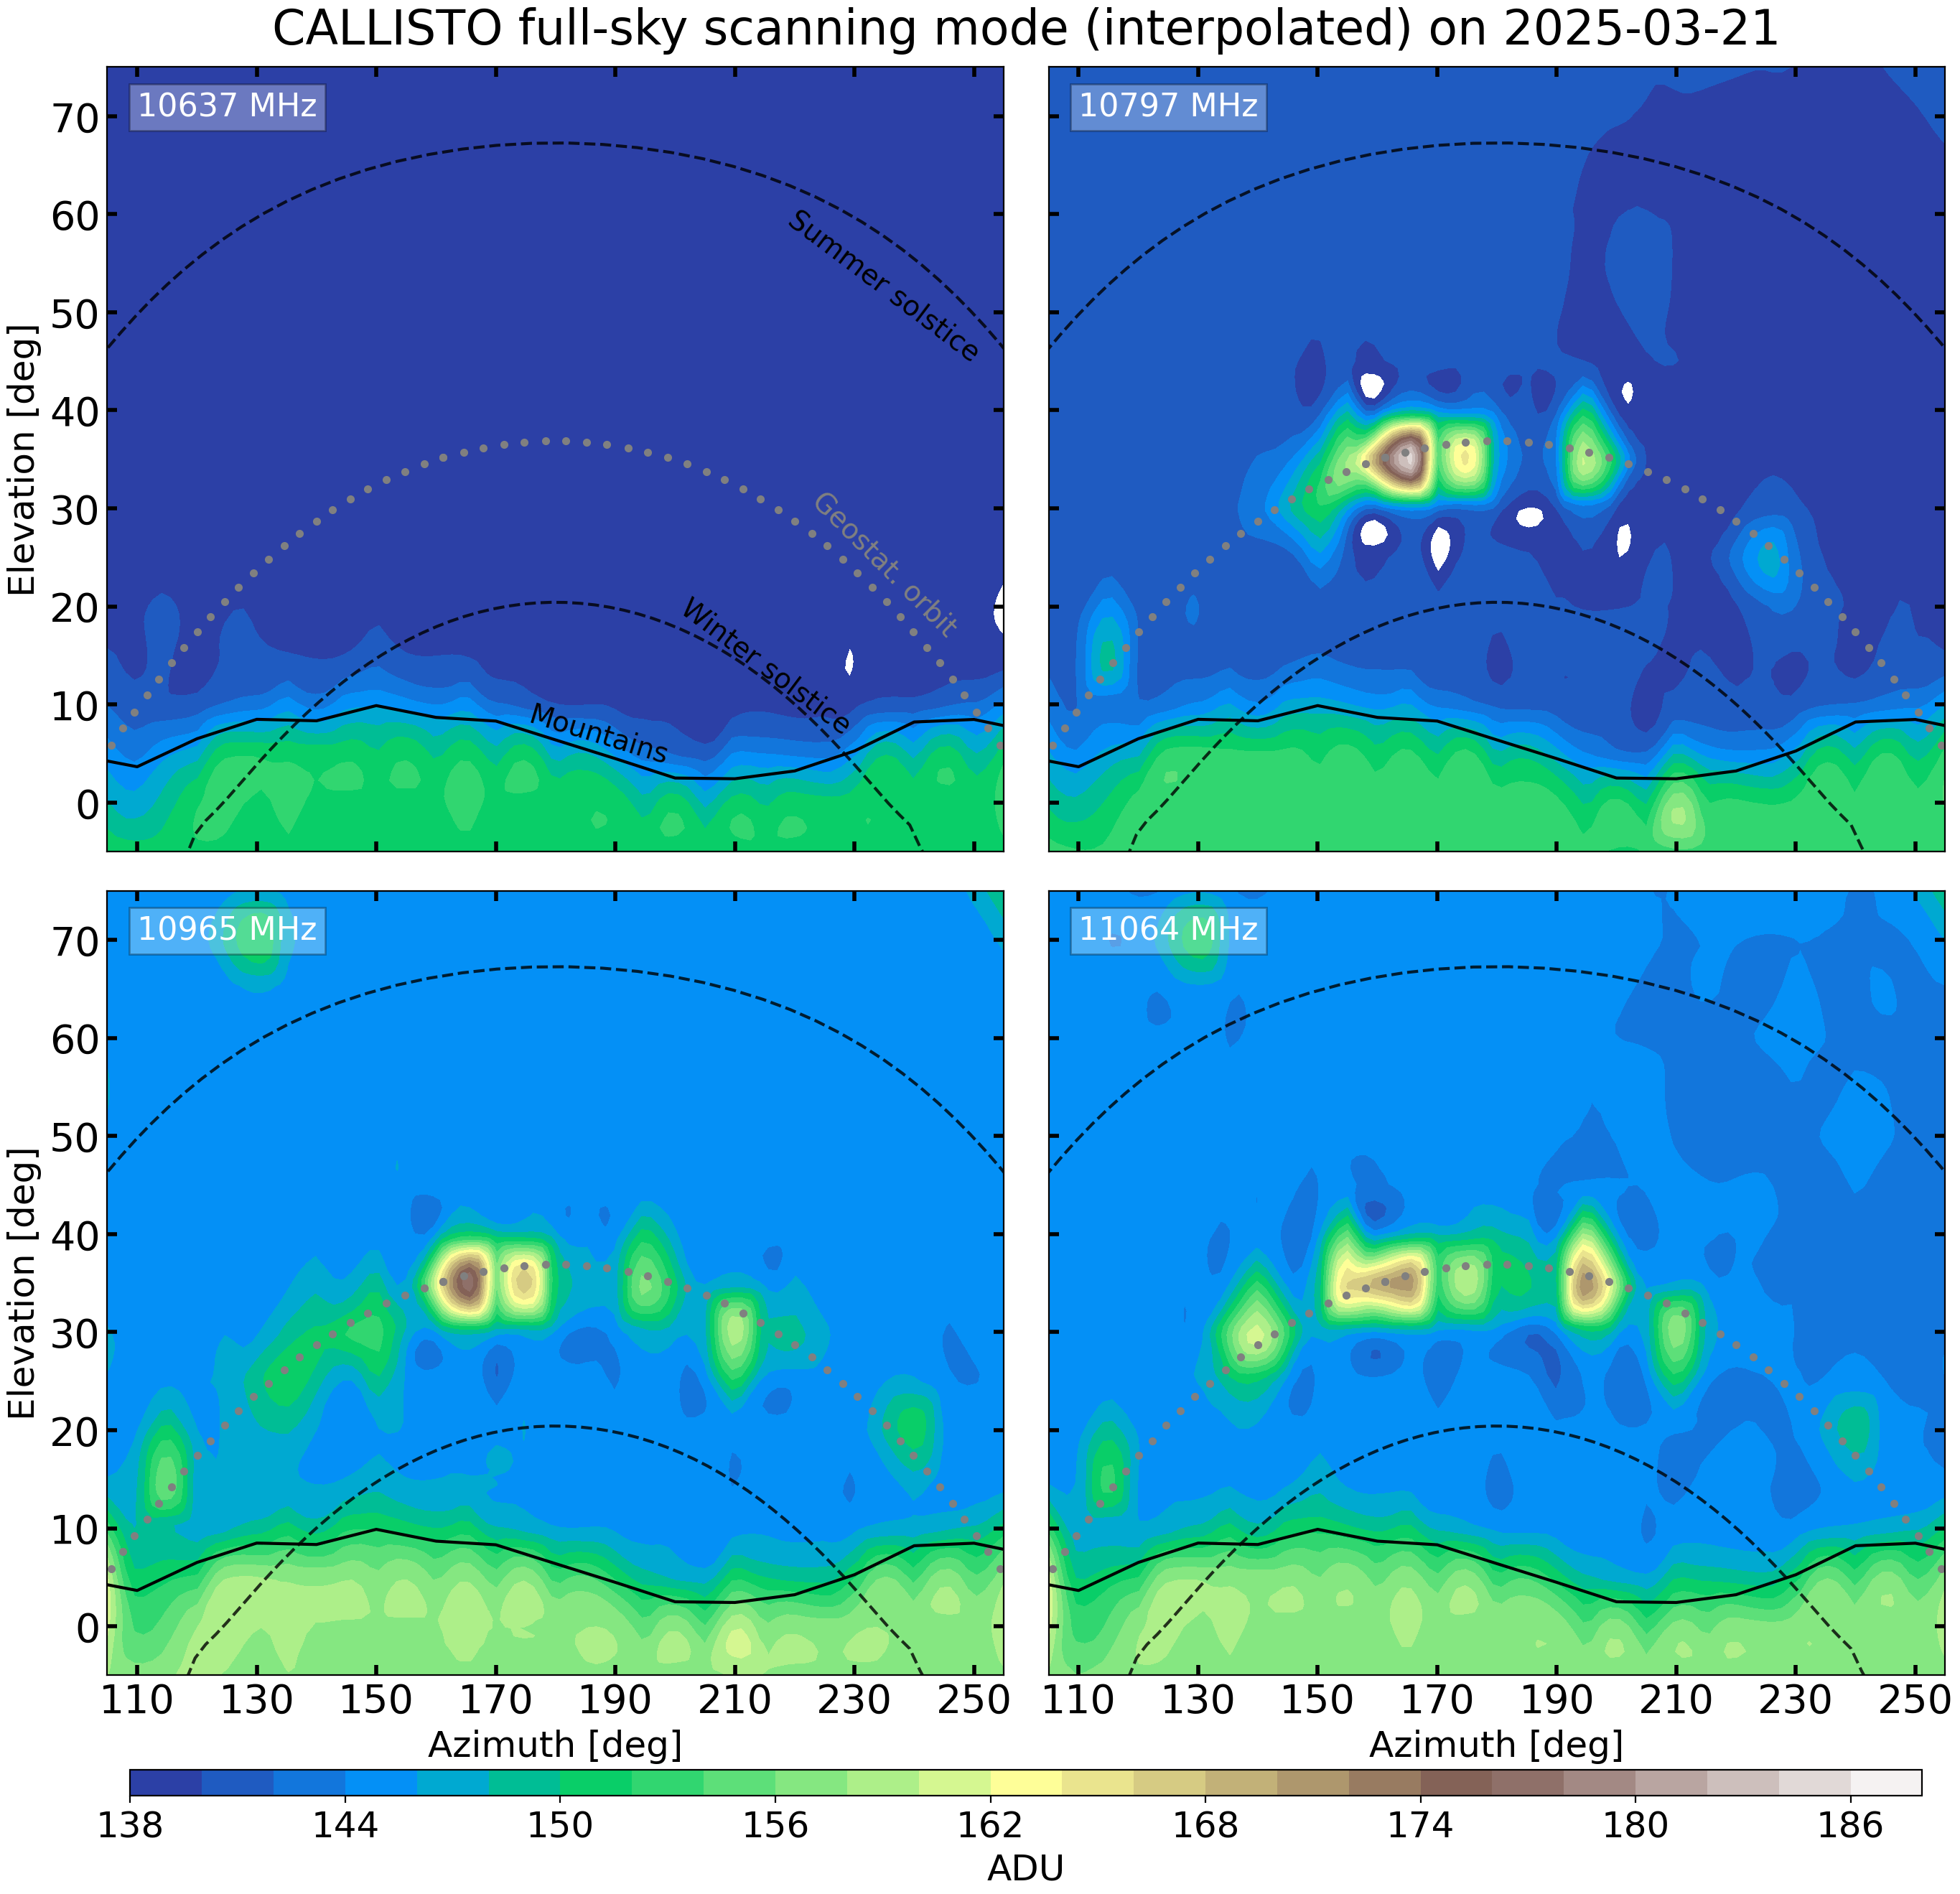 CALLISTO full-sky scanning mode (interpolated) on 2025-03-21
10637 MHz
10797 MHz
Elevation [deg]
70
60
50
40
30
20
10
0
Summer solstice
Geostat. orbit
Winter solstice
Mountains
10965 MHz
11064 MHz
Elevation [deg]
70
60
50
40
30
20
10
0
110 130 150 170 190 210 230 250
110 130 150 170 190 210 230 250
Azimuth [deg]
Azimuth [deg]
138 144 150 156 162 168 174 180 186
ADU